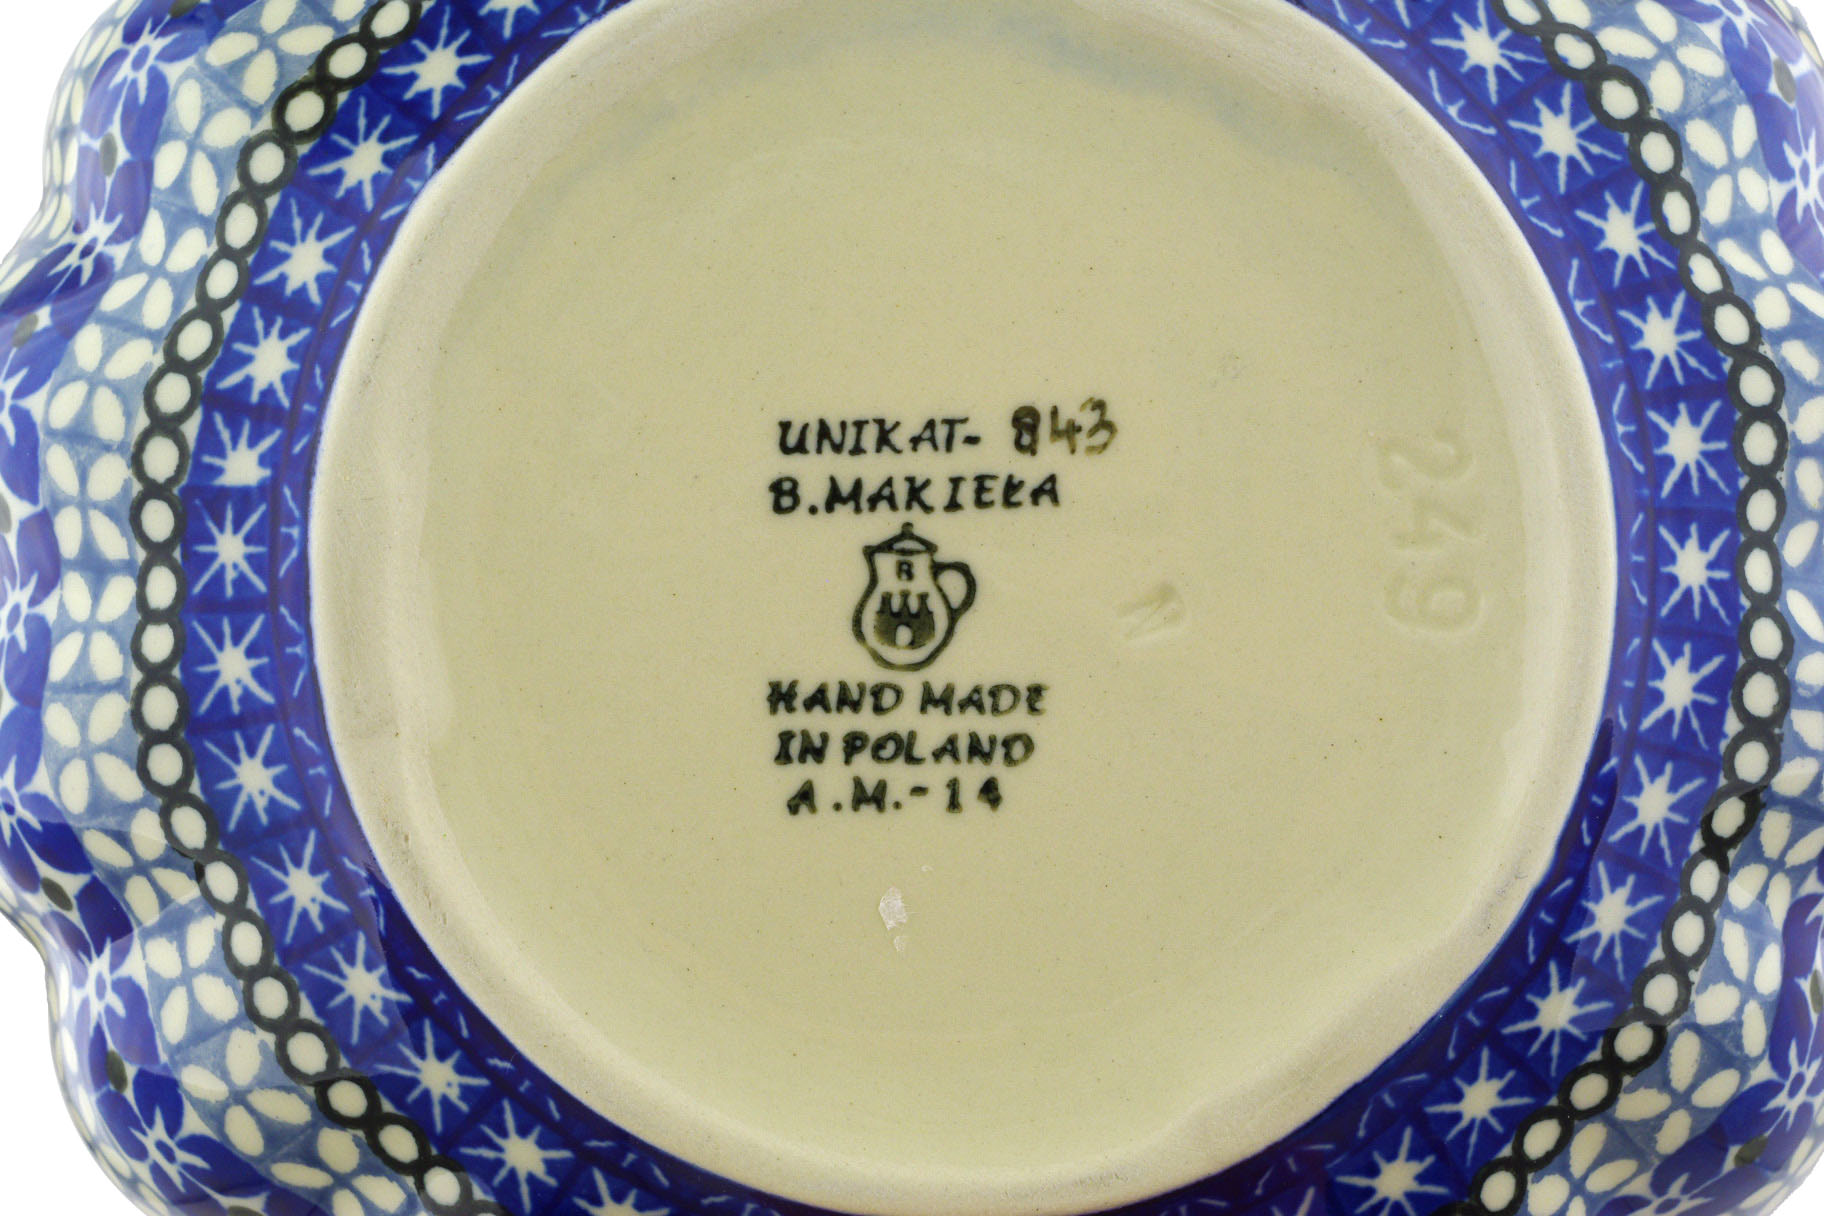 UNIKAT- 843
B.MAKIEŁA
R
HAND MADE
IN POLAND
A.M.-14
N
249